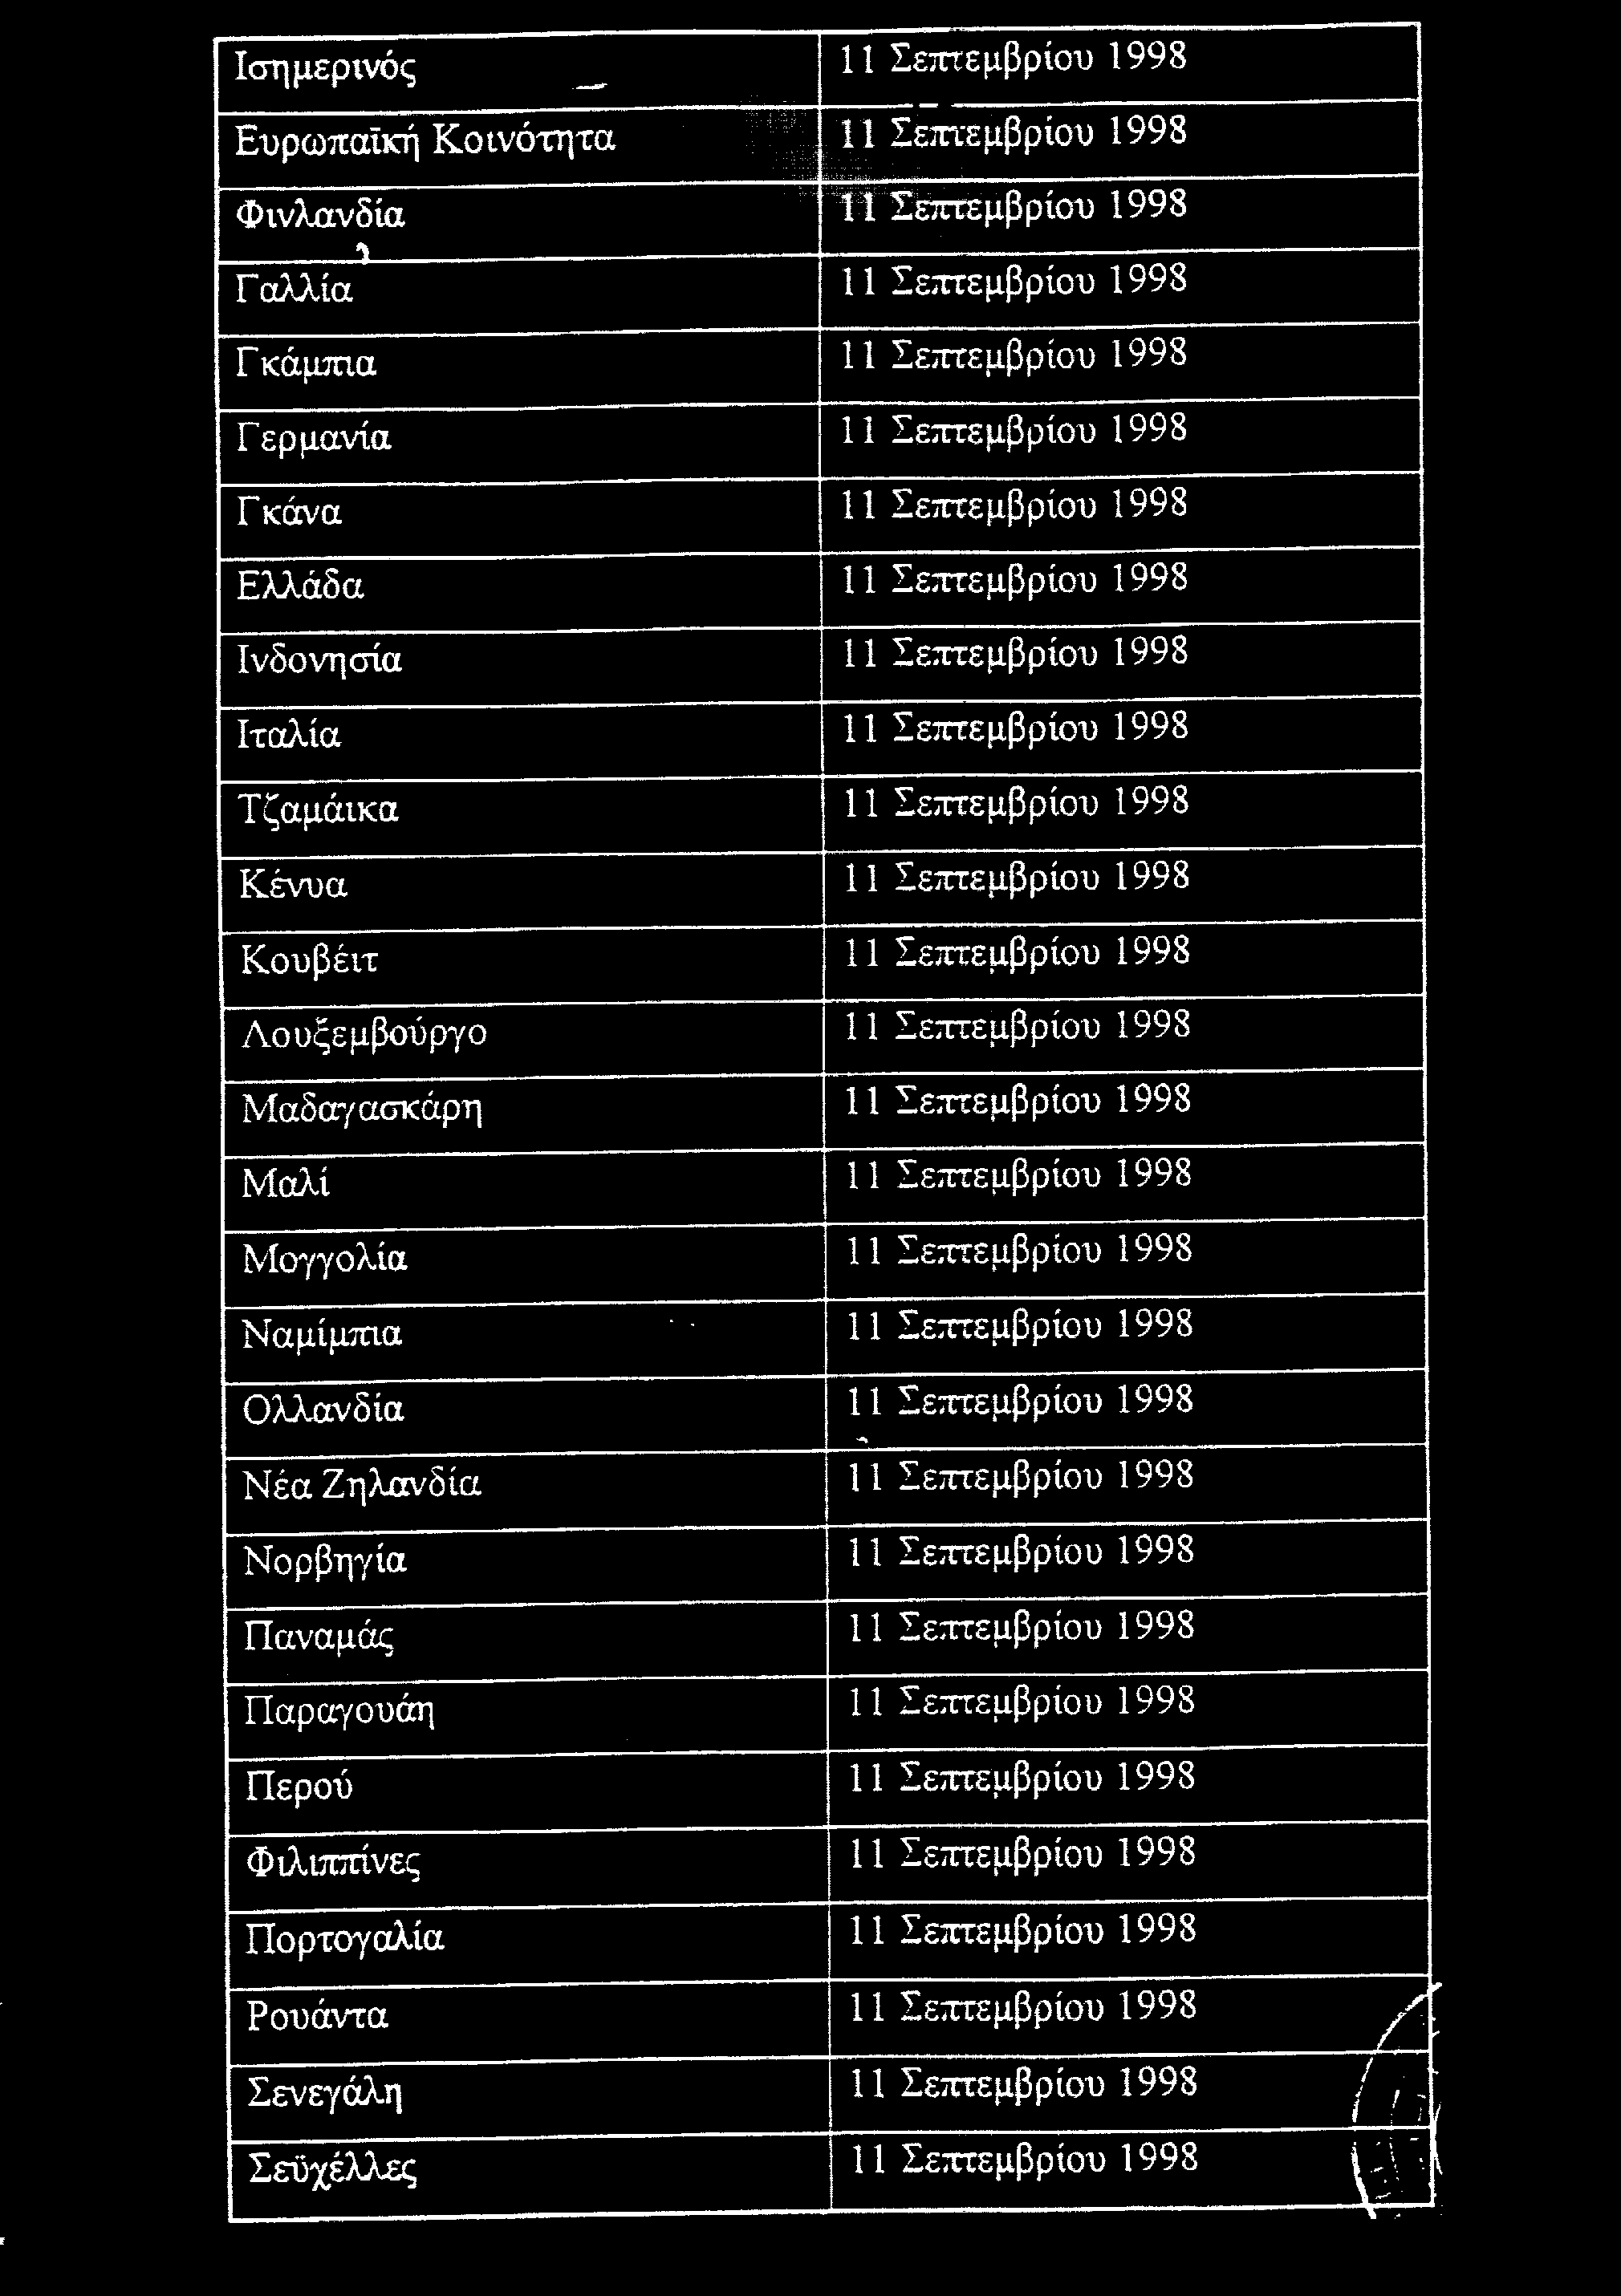 Ισημερινός 11 Σεπτεμβρίου 1998
Ευρωπαϊκή Κοινότητα 11 Σεπτεμβρίου 1998
Φινλανδία 11 Σεπτεμβρίου 1998
Γαλλία 11 Σεπτεμβρίου 1998
Γκάμπια 11 Σεπτεμβρίου 1998
Γερμανία 11 Σεπτεμβρίου 1998
Γκάνα 11 Σεπτεμβρίου 1998
Ελλάδα 11 Σεπτεμβρίου 1998
Ινδονησία 11 Σεπτεμβρίου 1998
Ιταλία 11 Σεπτεμβρίου 1998
Τζαμάικα 11 Σεπτεμβρίου 1998
Κένυα 11 Σεπτεμβρίου 1998
Κουβέιτ 11 Σεπτεμβρίου 1998
Λουξεμβούργο 11 Σεπτεμβρίου 1998
Μαδαγασκάρη 11 Σεπτεμβρίου 1998
Μαλί 11 Σεπτεμβρίου 1998
Μογγολία 11 Σεπτεμβρίου 1998
Ναμίμπια 11 Σεπτεμβρίου 1998
Ολλανδία 11 Σεπτεμβρίου 1998
Νέα Ζηλανδία 11 Σεπτεμβρίου 1998
Νορβηγία 11 Σεπτεμβρίου 1998
Παναμάς 11 Σεπτεμβρίου 1998
Παραγουάη 11 Σεπτεμβρίου 1998
Περού 11 Σεπτεμβρίου 1998
Φιλιππίνες 11 Σεπτεμβρίου 1998
Πορτογαλία 11 Σεπτεμβρίου 1998
Ρουάντα 11 Σεπτεμβρίου 1998
Σενεγάλη 11 Σεπτεμβρίου 1998
Σεϋχέλλες 11 Σεπτεμβρίου 1998